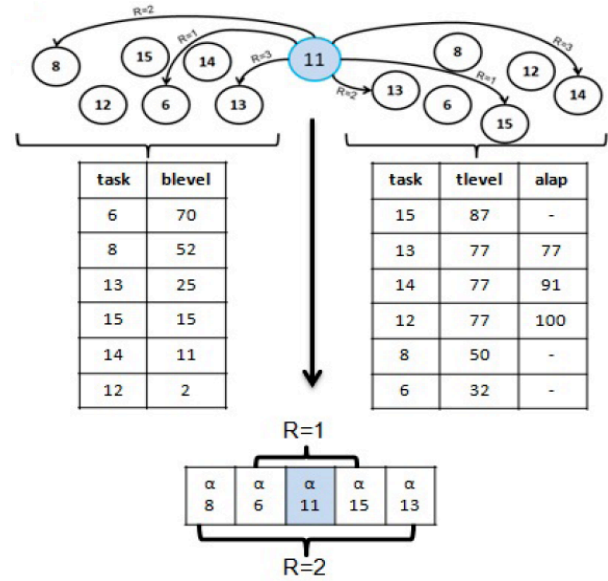 R=2
R=1
R=3
8
15
14
12
6
13
11
R=3
R=1
R=2
8
12
13
6
14
15
task blevel
6 70
8 52
13 25
15 15
14 11
12 2
task tlevel alap
15 87 -
13 77 77
14 77 91
12 77 100
8 50 -
6 32 -
R=1
α α α α α
8 6 11 15 13
R=2